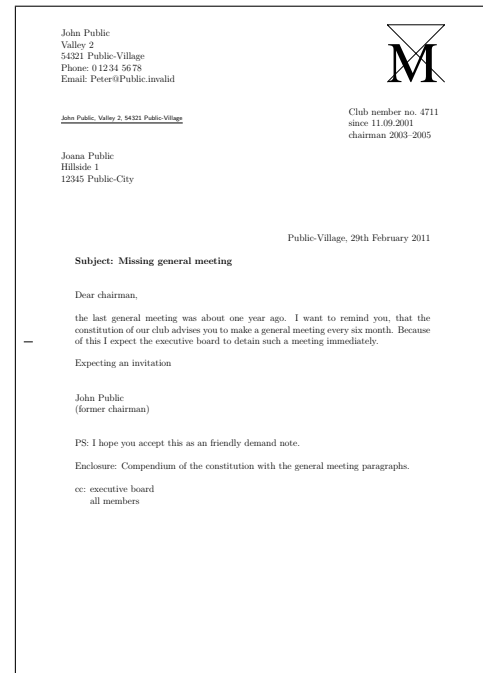 John Public
Valley 2
54321 Public-Village
Phone: 0 12 34 56 78
Email: Peter@Public.invalid
M
John Public, Valley 2, 54321 Public-Village
Club nember no. 4711
since 11.09.2001
chairman 2003–2005
Joana Public
Hillside 1
12345 Public-City
Public-Village, 29th February 2011
Subject: Missing general meeting
Dear chairman,
the last general meeting was about one year ago. I want to remind you, that the
constitution of our club advises you to make a general meeting every six month. Because
of this I expect the executive board to detain such a meeting immediately.
Expecting an invitation
John Public
(former chairman)
PS: I hope you accept this as an friendly demand note.
Enclosure: Compendium of the constitution with the general meeting paragraphs.
cc: executive board
all members